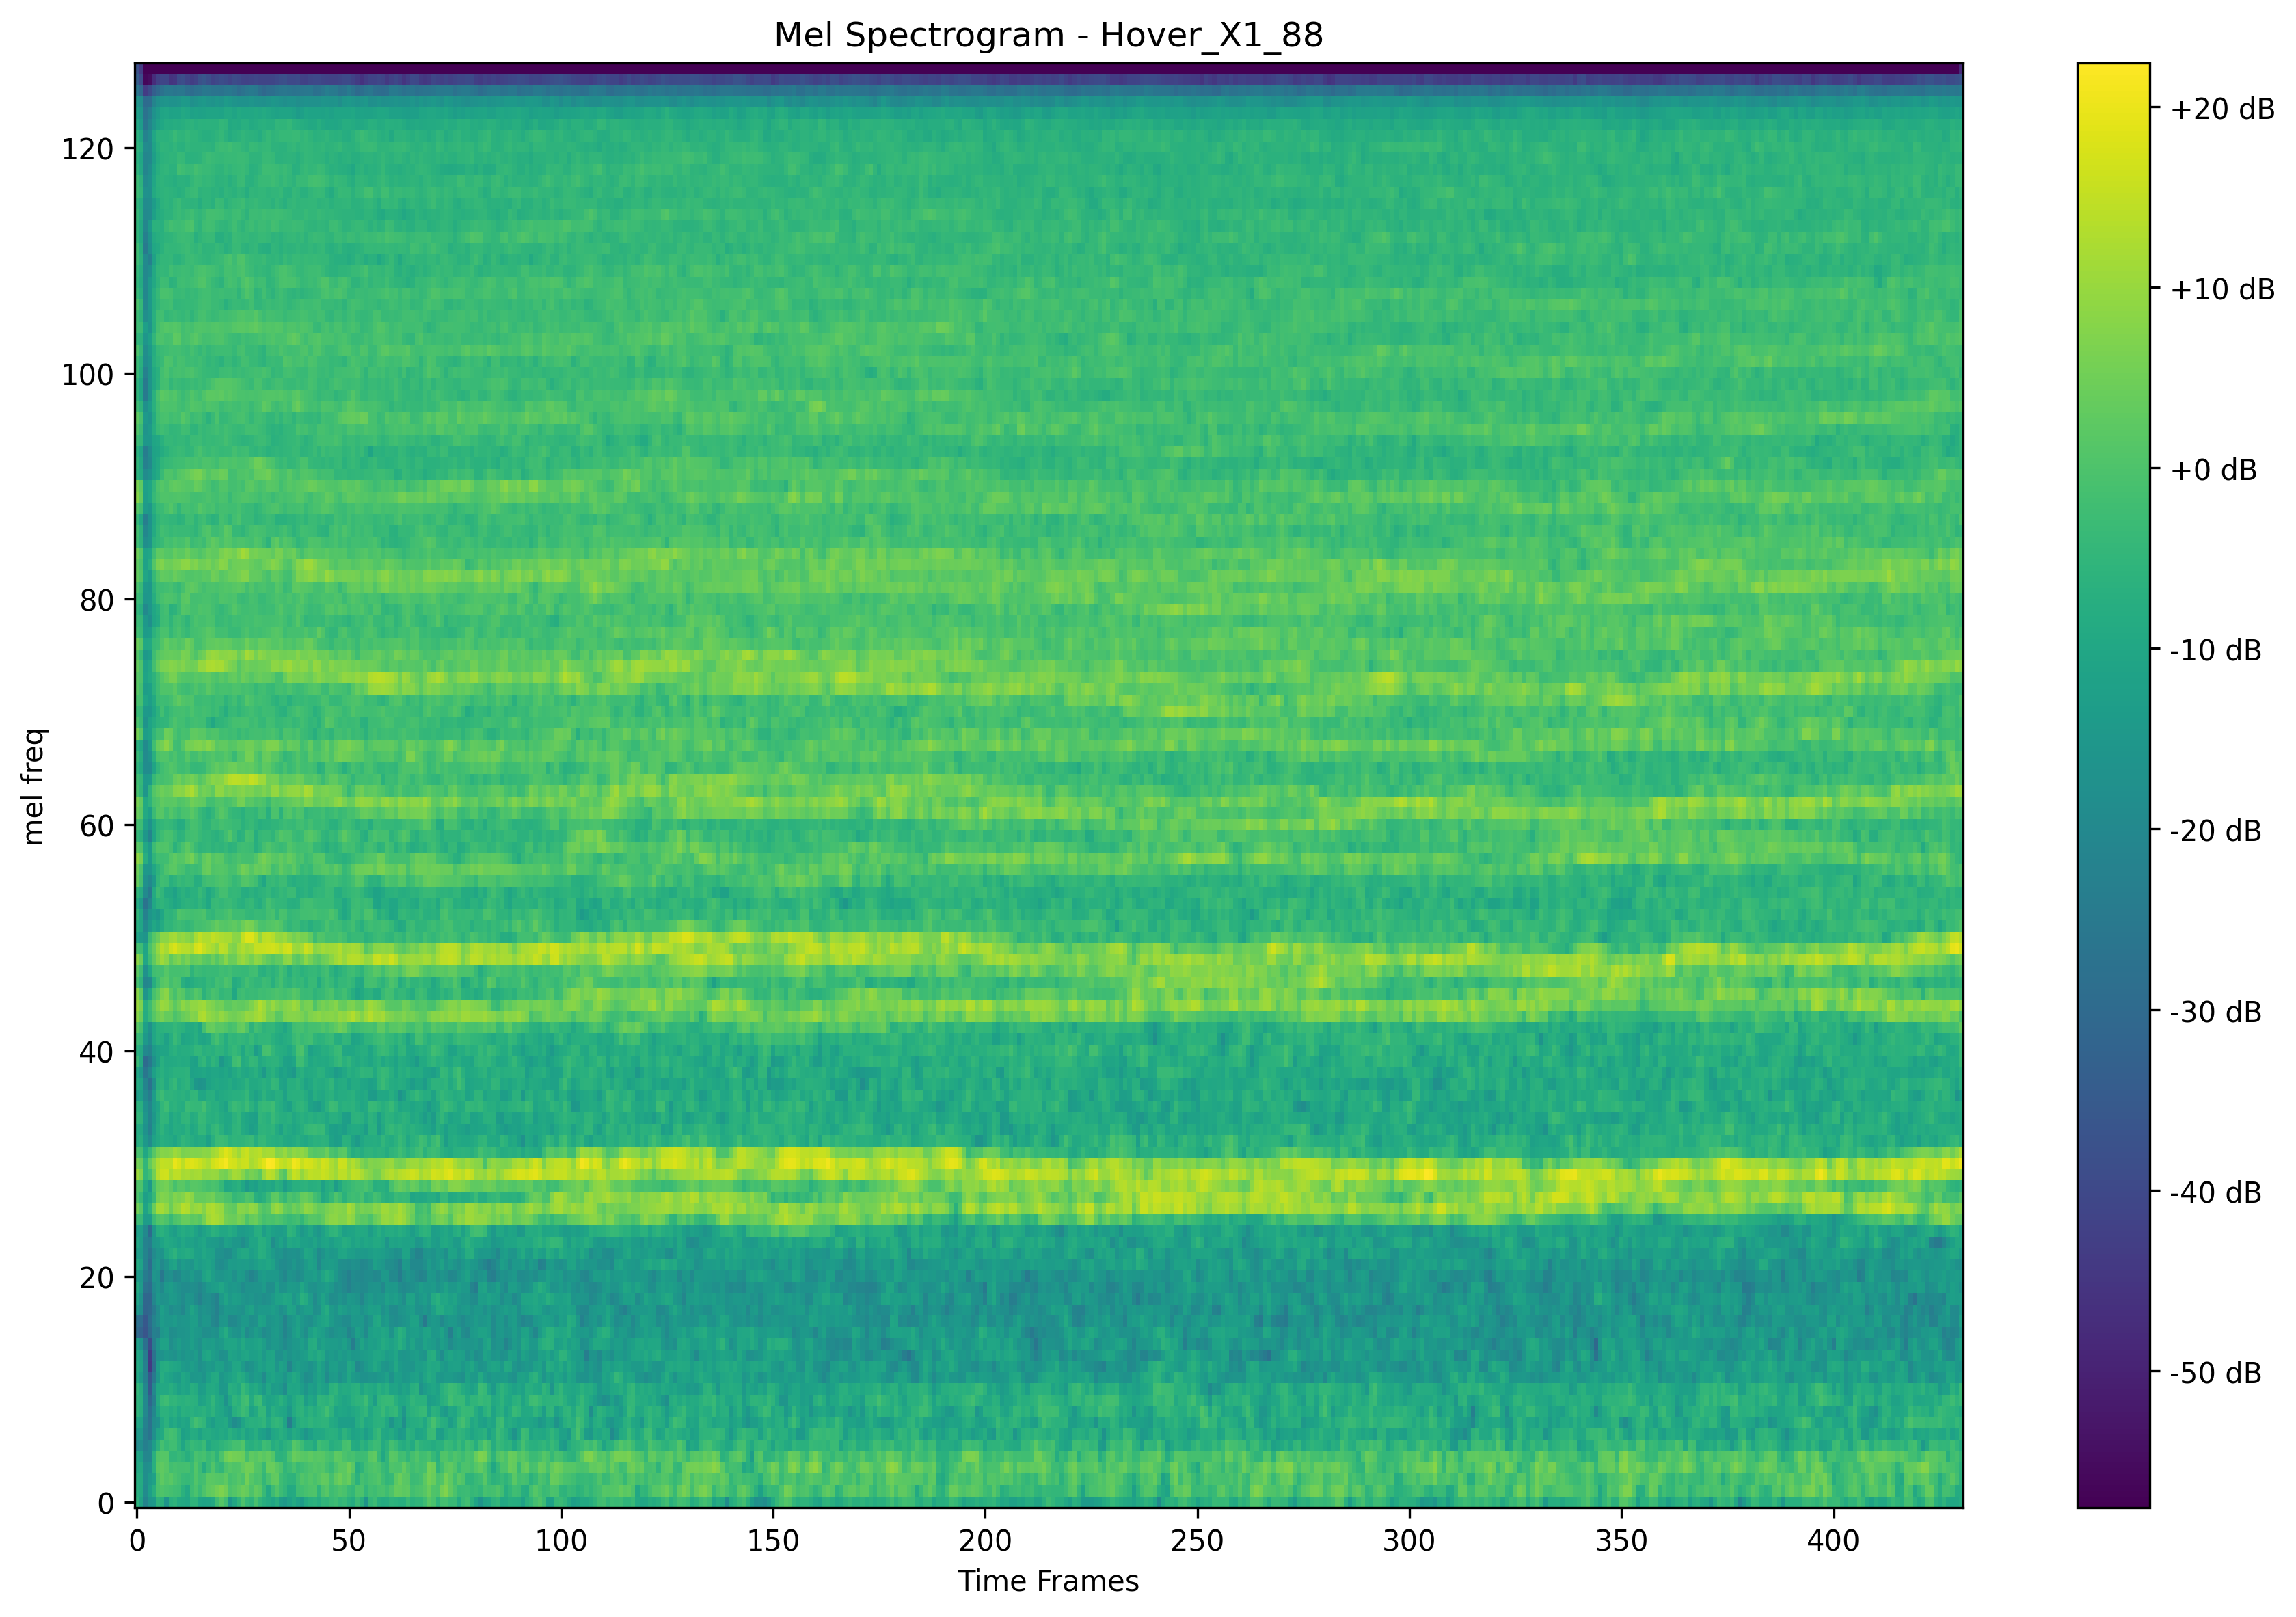 Mel Spectrogram - Hover_X1_88
mel freq
120
100
80
60
40
20
0
0 50 100 150 200 250 300 350 400
Time Frames
+20 dB
+10 dB
+0 dB
-10 dB
-20 dB
-30 dB
-40 dB
-50 dB